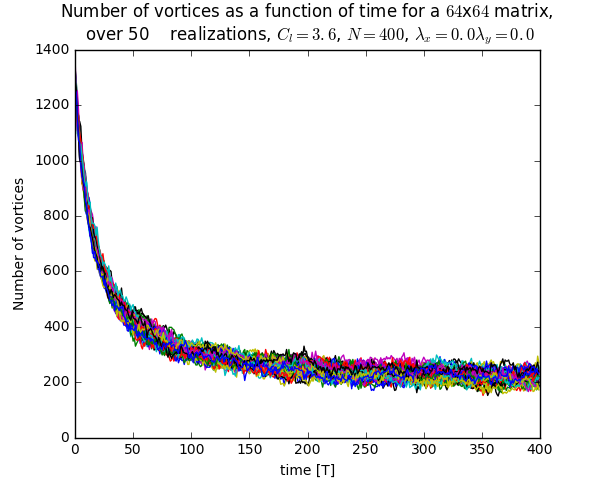 Number of vortices as a function of time for a 64x64 matrix,
over 50 realizations, C_l = 3.6, N = 400, λ_x = 0.0λ_y = 0.0
1400
1200
1000
800
600
400
200
0
Number of vortices
0 50 100 150 200 250 300 350 400
time [T]